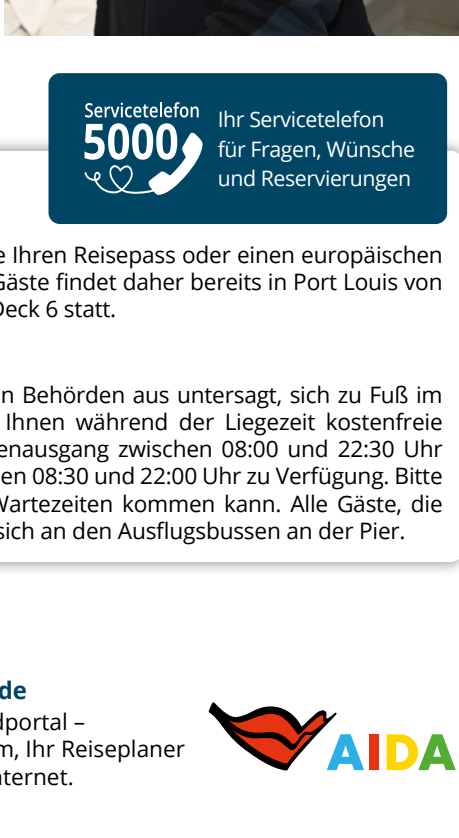 Servicetelefon
5000
Ihr Servicetelefon
für Fragen, Wünsche
und Reservierungen
Ihren Reisepass oder einen europäischen
Gäste findet daher bereits in Port Louis von
Deck 6 statt.
Behörden aus untersagt, sich zu Fuß im
Ihnen während der Liegezeit kostenfreie
enausgang zwischen 08:00 und 22:30 Uhr
en 08:30 und 22:00 Uhr zu Verfügung. Bitte
Wartezeiten kommen kann. Alle Gäste, die
sich an den Ausflugsbussen an der Pier.
de
dportal –
m, Ihr Reiseplaner
nternet.
AIDA